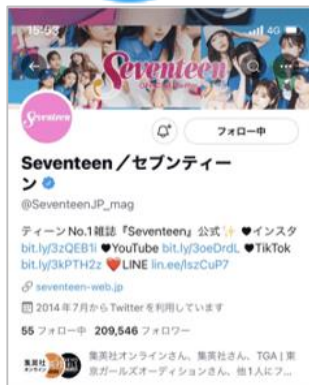 15:53
4G
Seventeen
Seventeen
フォロー中
Seventeen／セブンティー
ン
@SeventeenJP_mag
ティーンNo.1雑誌『Seventeen』公式✨ ♥インスタ
bit.ly/3zQEB1i ♥YouTube bit.ly/3oeDrdL ♥TikTok
bit.ly/3kPTH2z ❤️LINE lin.ee/lszCuP7
seventeen-web.jp
2014年7月からTwitterを利用しています
55 フォロー中 209,546 フォロワー
集英社オンラインさん、集英社さん、TGA | 東
京ガールズオーディションさん、他1人にフ...